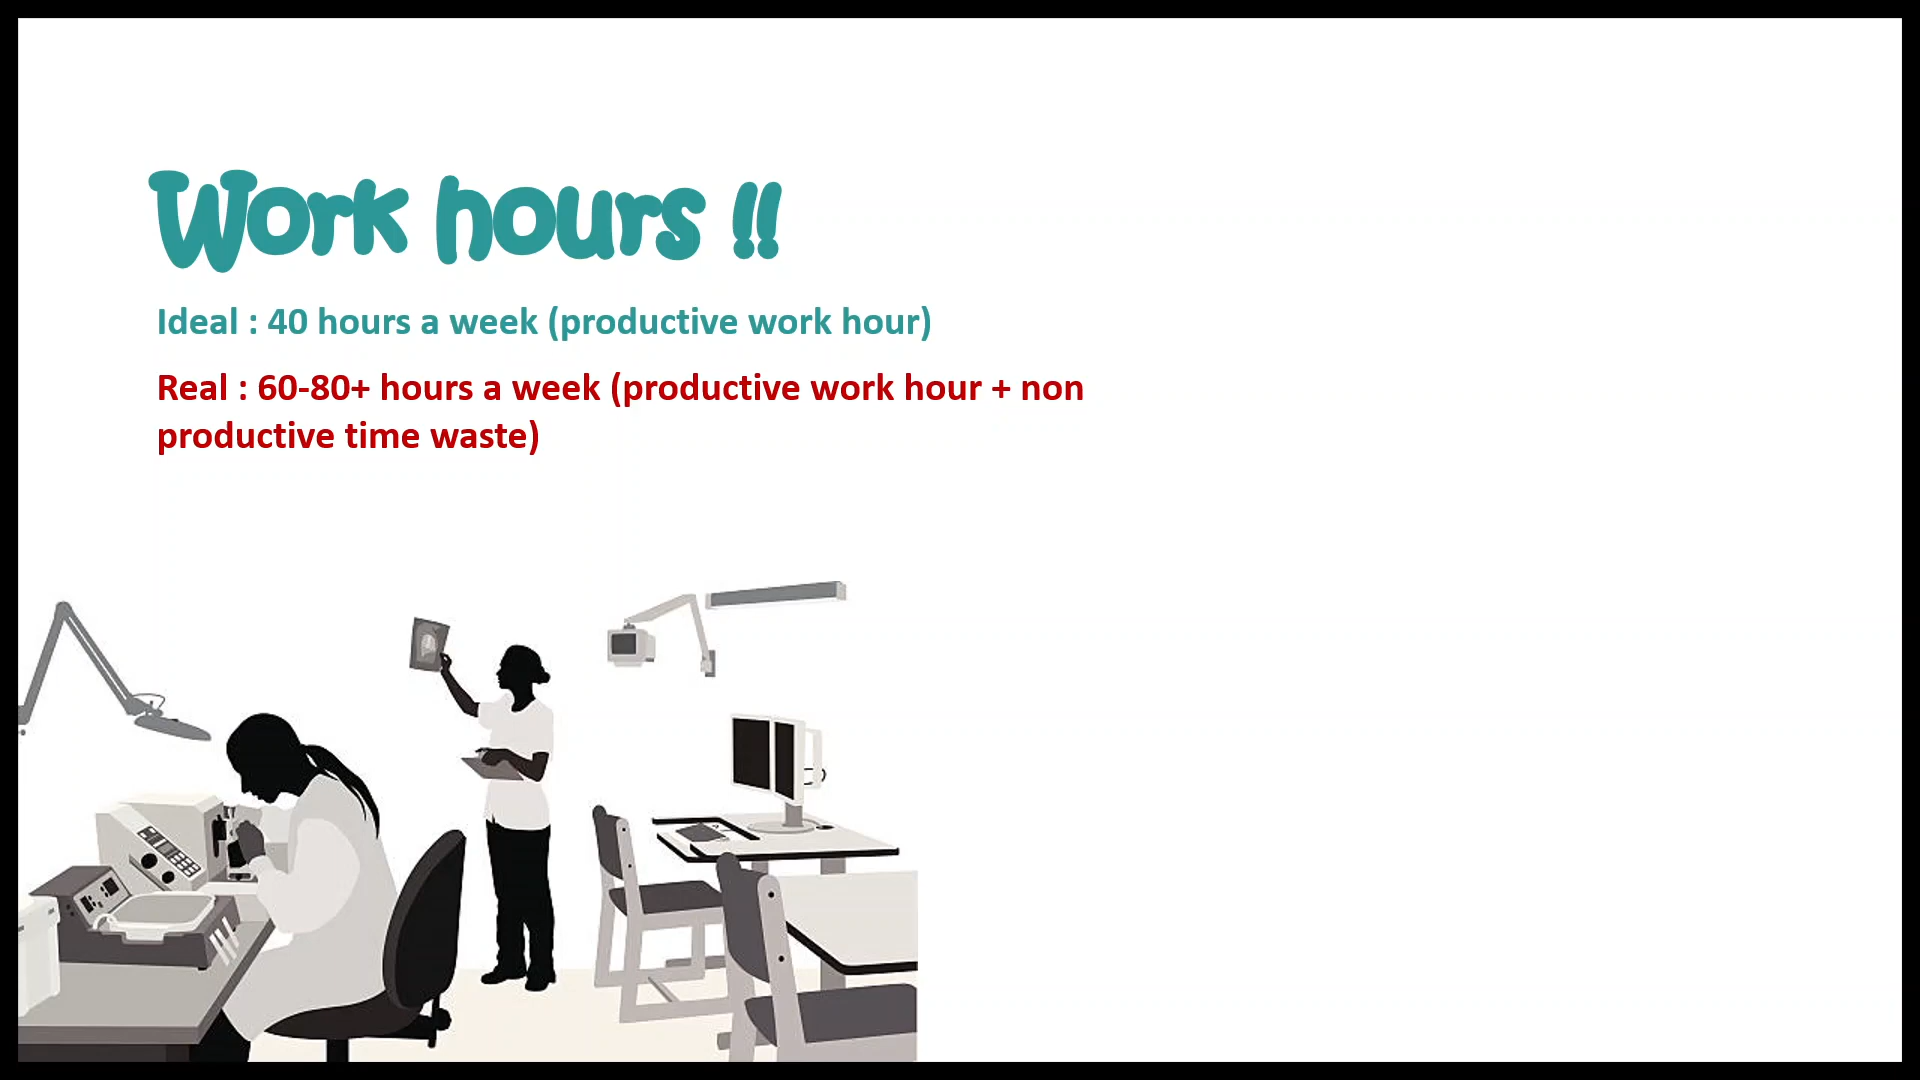 Work hours !!
Ideal : 40 hours a week (productive work hour)
Real : 60-80+ hours a week (productive work hour + non
productive time waste)